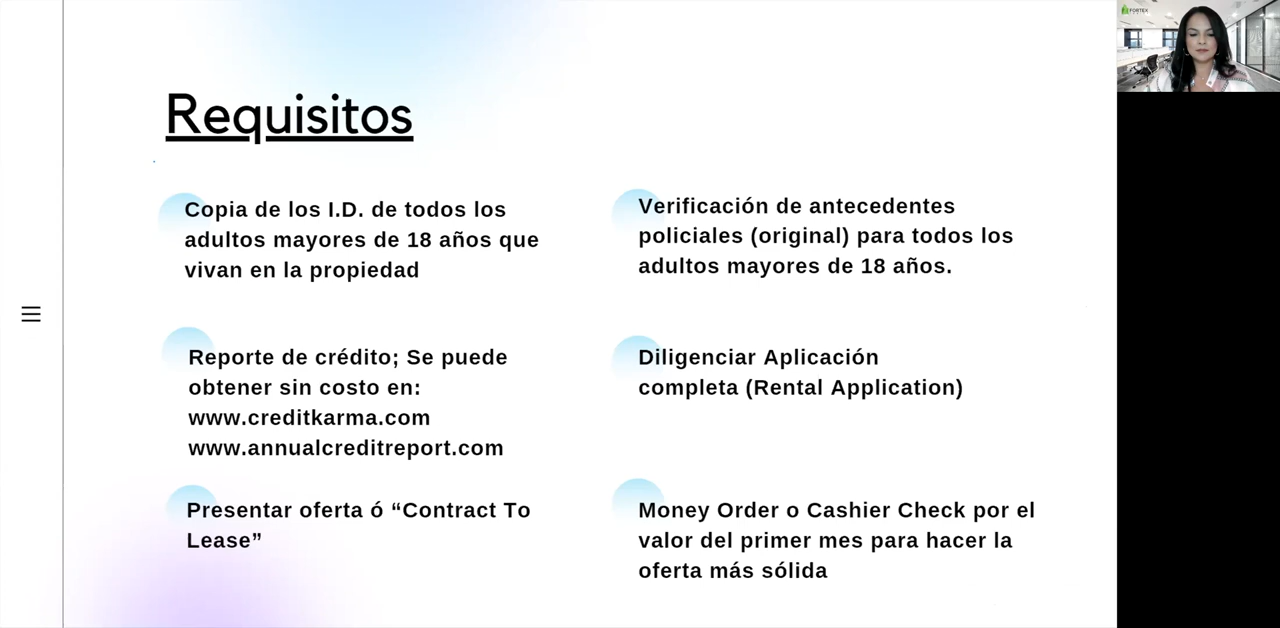 Requisitos
Copia de los I.D. de todos los
adultos mayores de 18 años que
vivan en la propiedad
Verificación de antecedentes
policiales (original) para todos los
adultos mayores de 18 años.
Reporte de crédito; Se puede
obtener sin costo en:
www.creditkarma.com
www.annualcreditreport.com
Diligenciar Aplicación
completa (Rental Application)
Presentar oferta ó “Contract To
Lease”
Money Order o Cashier Check por el
valor del primer mes para hacer la
oferta más sólida
FORTEX